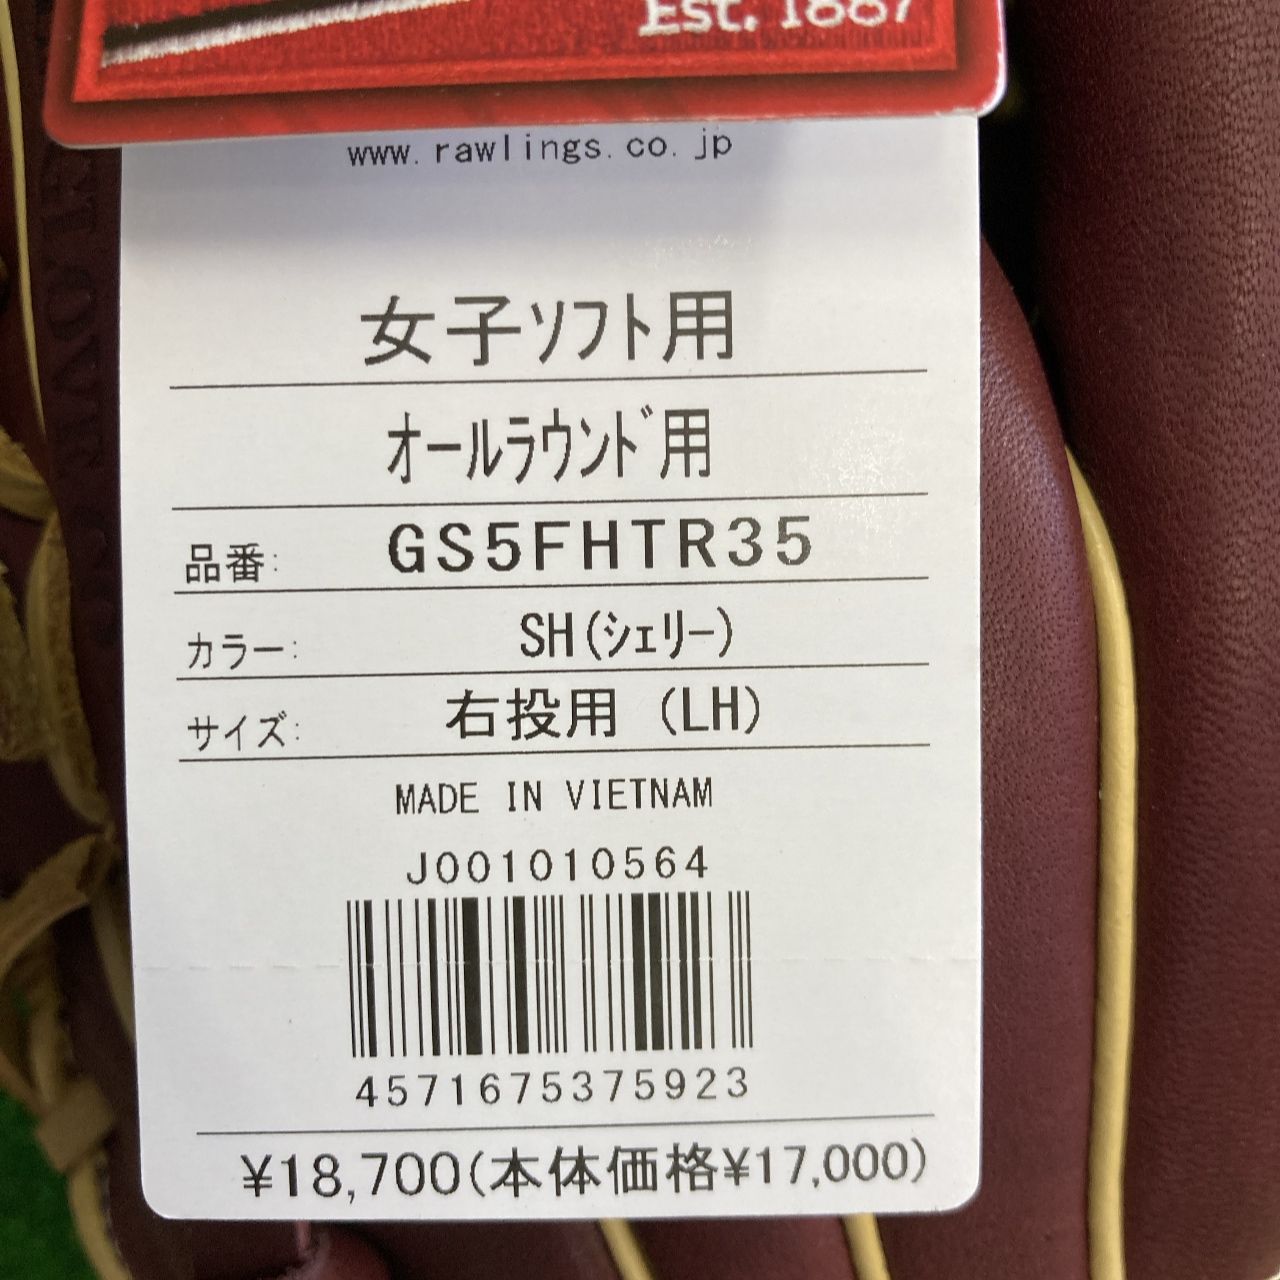 Est. 1887
www.rawlings.co.jp
女子ソフト用
オールラウンド用
品番: GS5FHTR35
カラー: SH(シェリー)
サイズ: 右投用 (LH)
MADE IN VIETNAM
J001010564
4571675375923
¥18,700(本体価格¥17,000)